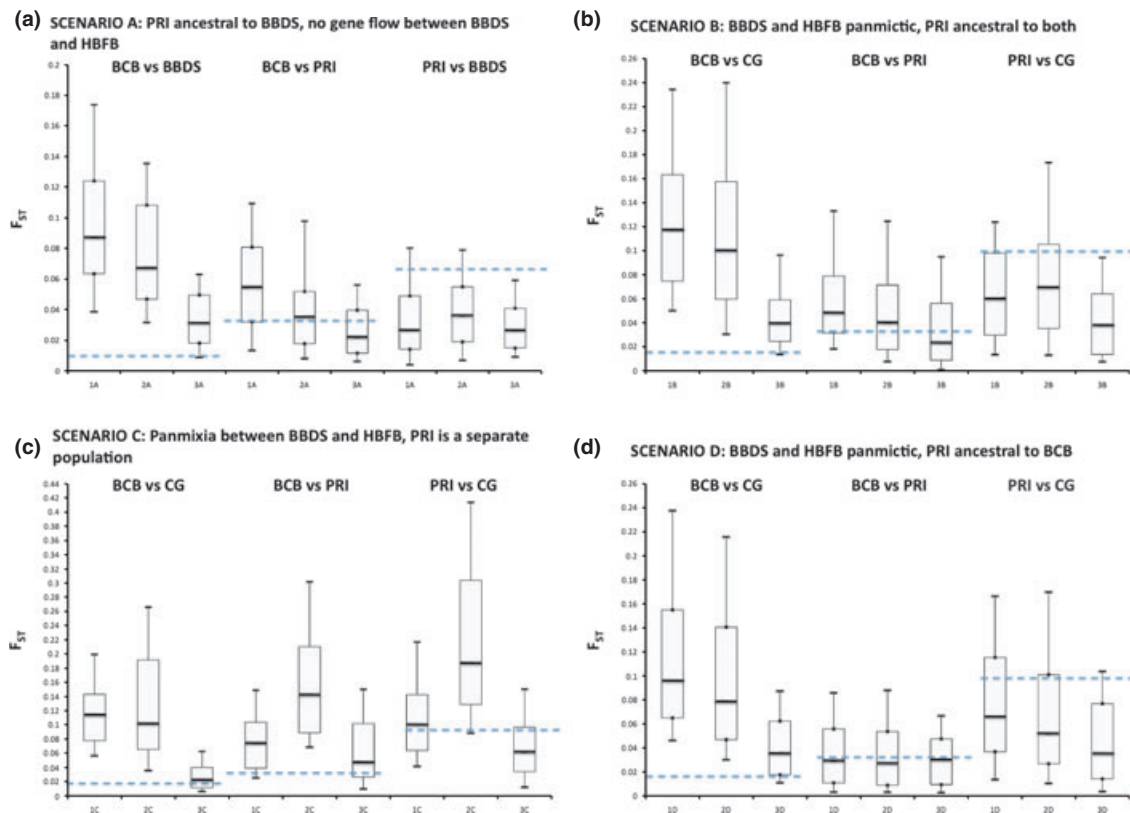 (a)
SCENARIO A: PRI ancestral to BBDS, no gene flow between BBDS
and HBFB
BCB vs BBDS BCB vs PRI PRI vs BBDS
0.2
0.18
0.16
0.14
0.12
0.1
0.08
0.06
0.04
0.02
0
FST
1A 2A 3A 1A 2A 3A 1A 2A 3A
(b)
SCENARIO B: BBDS and HBFB panmictic, PRI ancestral to both
BCB vs CG BCB vs PRI PRI vs CG
0.26
0.24
0.22
0.2
0.18
0.16
0.14
0.12
0.1
0.08
0.06
0.04
0.02
0
FST
1B 2B 3B 1B 2B 3B 1B 2B 3B
(c)
SCENARIO C: Panmixia between BBDS and HBFB, PRI is a separate
population
BCB vs CG BCB vs PRI PRI vs CG
0.44
0.42
0.4
0.38
0.36
0.34
0.32
0.3
0.28
0.26
0.24
0.22
0.2
0.18
0.16
0.14
0.12
0.1
0.08
0.06
0.04
0.02
0
FST
1C 2C 3C 1C 2C 3C 1C 2C 3C
(d)
SCENARIO D: BBDS and HBFB panmictic, PRI ancestral to BCB
BCB vs CG BCB vs PRI PRI vs CG
0.26
0.24
0.22
0.2
0.18
0.16
0.14
0.12
0.1
0.08
0.06
0.04
0.02
0
FST
1D 2D 3D 1D 2D 3D 1D 2D 3D